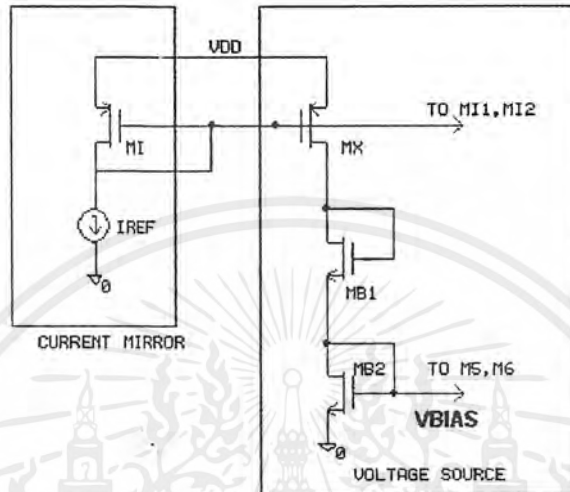 VDD
TO MI1,MI2
MI
MX
IREF
0
MB1
CURRENT MIRROR
MB2
TO M5,M6
VBIAS
0
VOLTAGE SOURCE